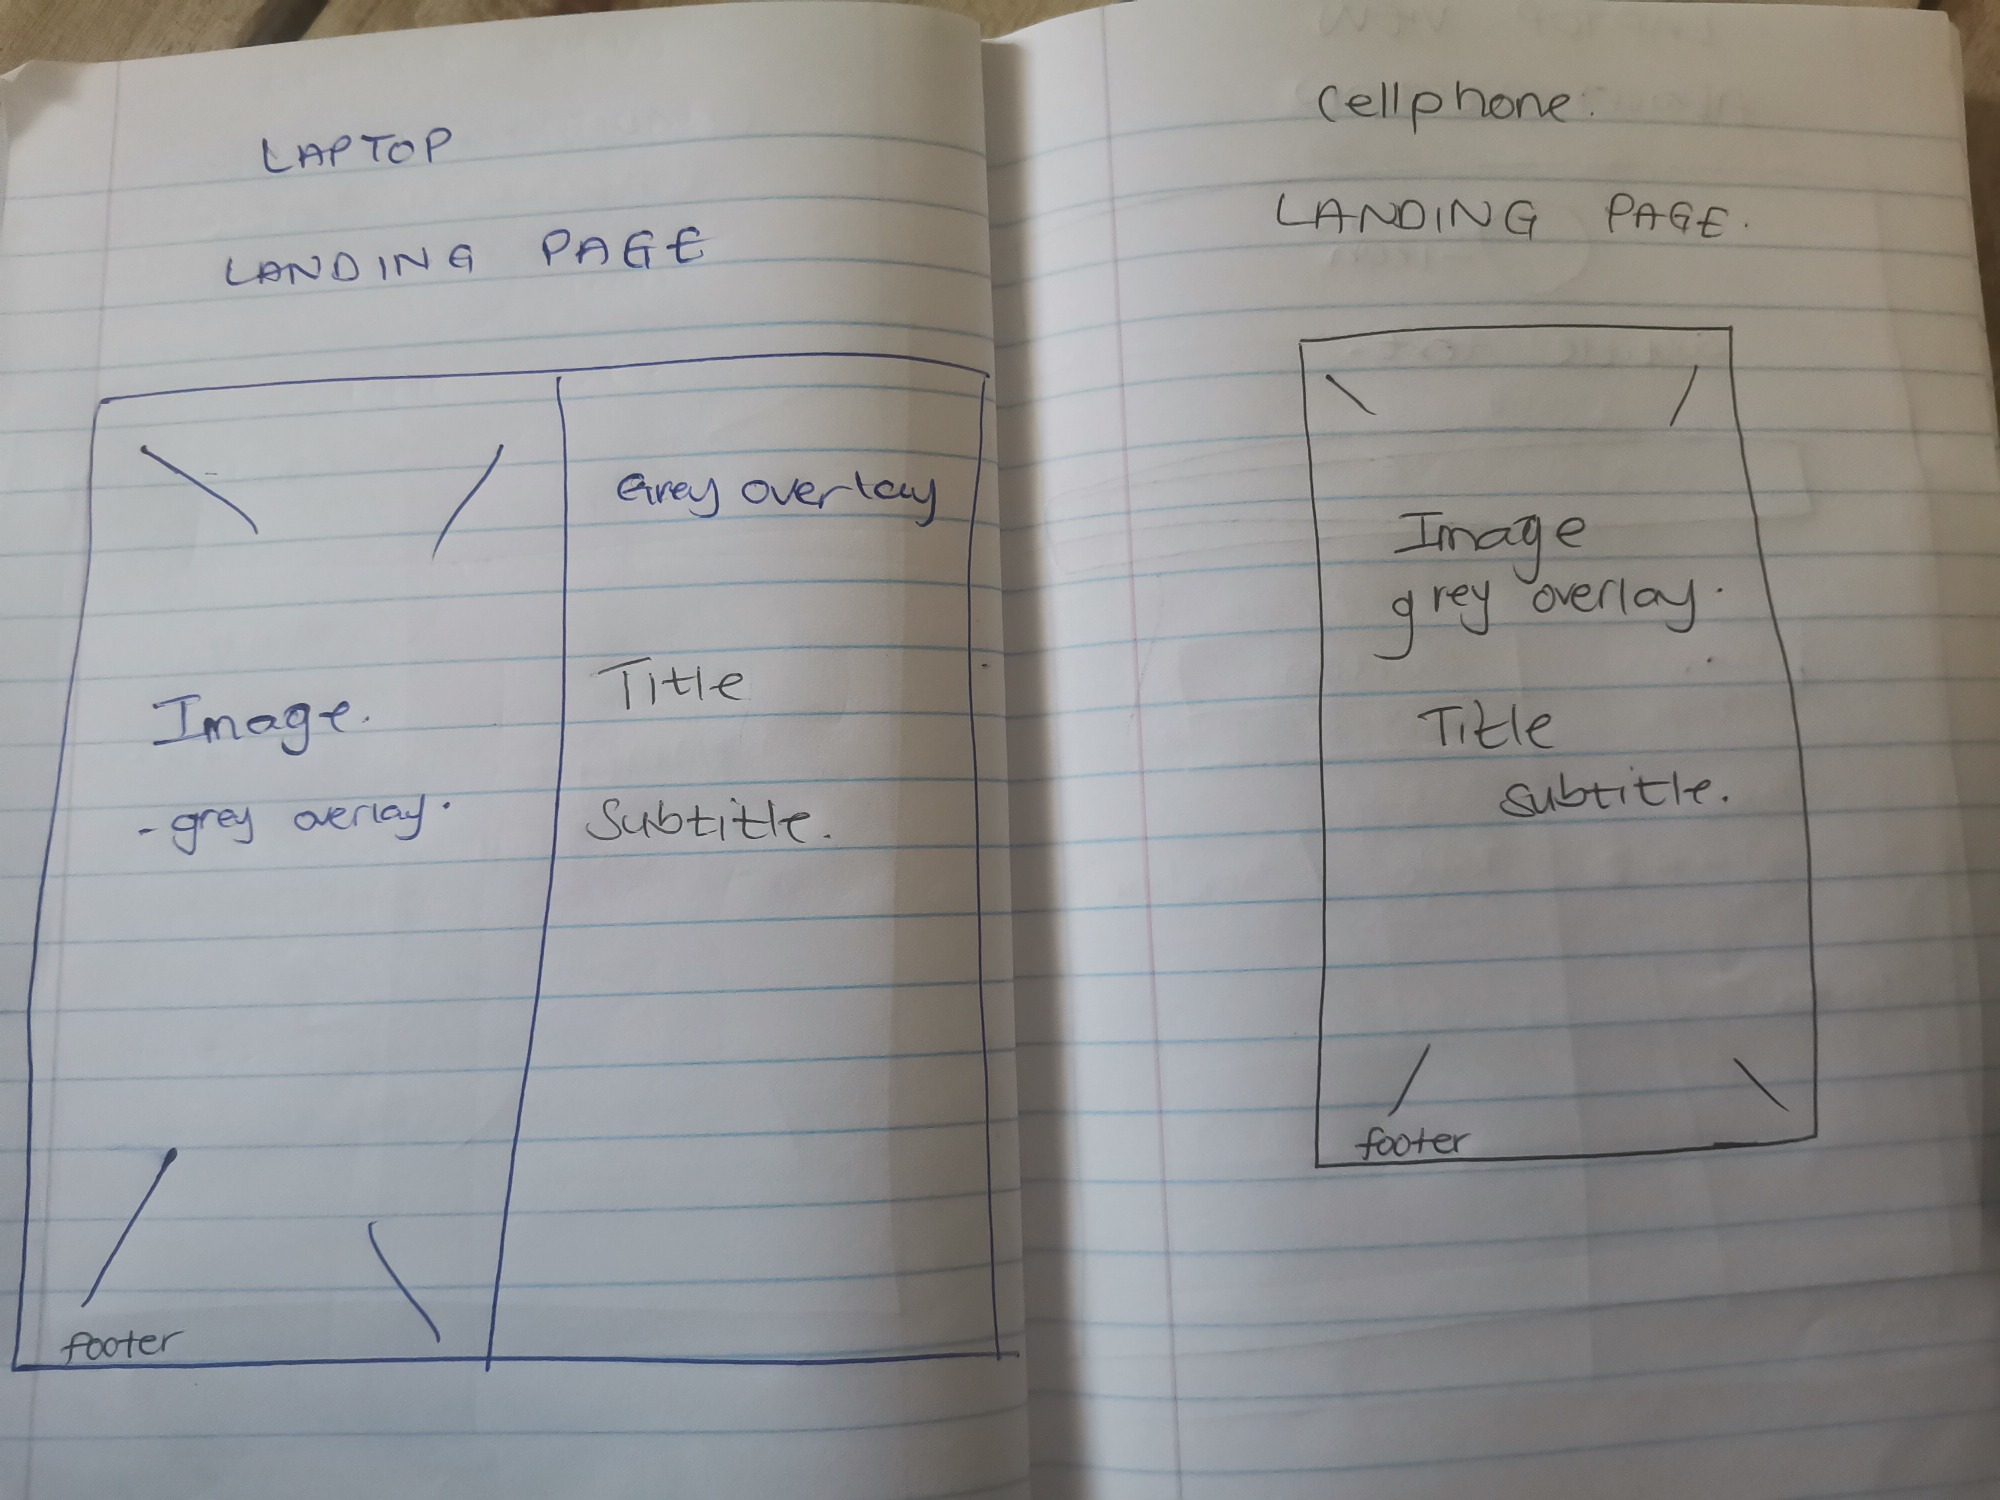 LAPTOP
LANDING PAGE
Grey overlay
Title
Image.
- grey overlay.
Subtitle.
footer
Cellphone.
LANDING PAGE.
Image
grey overlay.
Title
subtitle.
footer